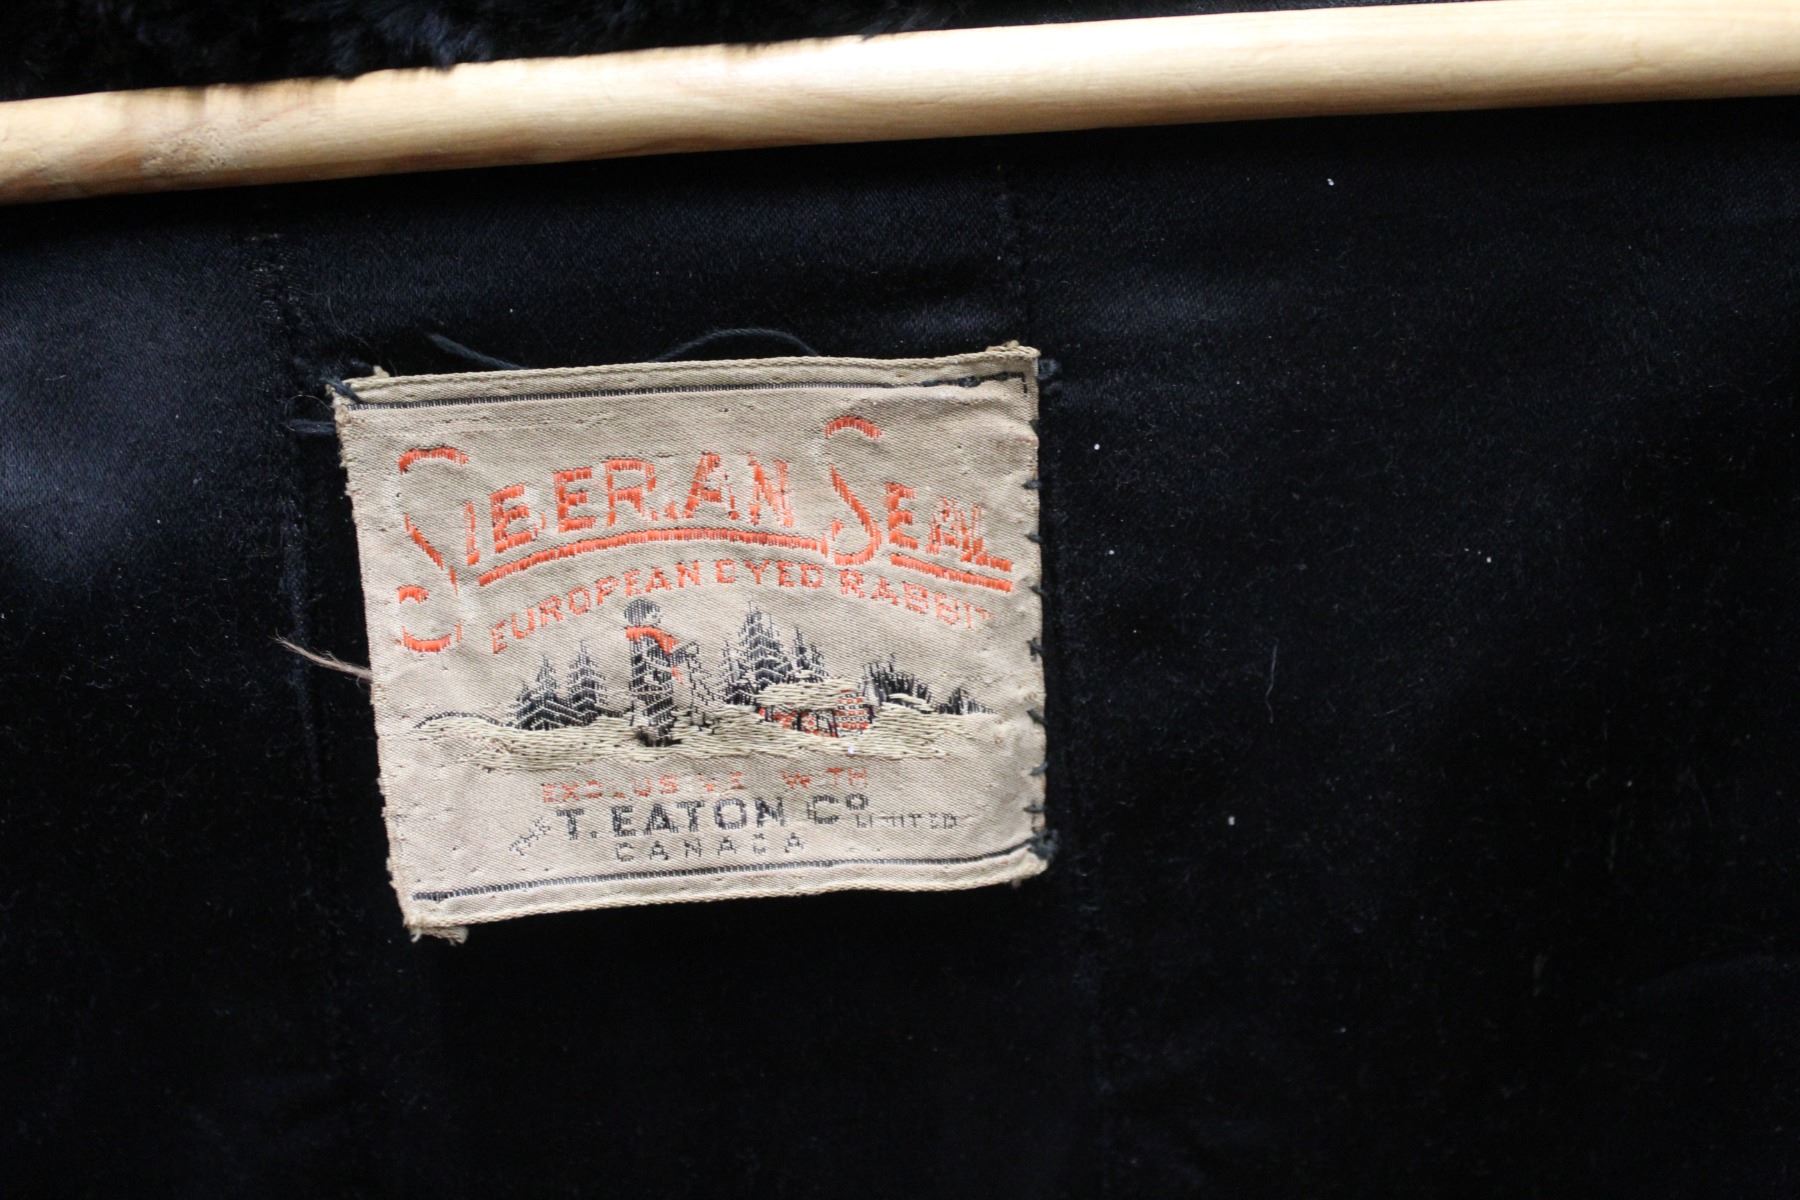 SIBERIAN SEAL
EUROPEAN DYED RABBIT
EXCLUSIVE WITH
THE T. EATON CO LIMITED
CANADA